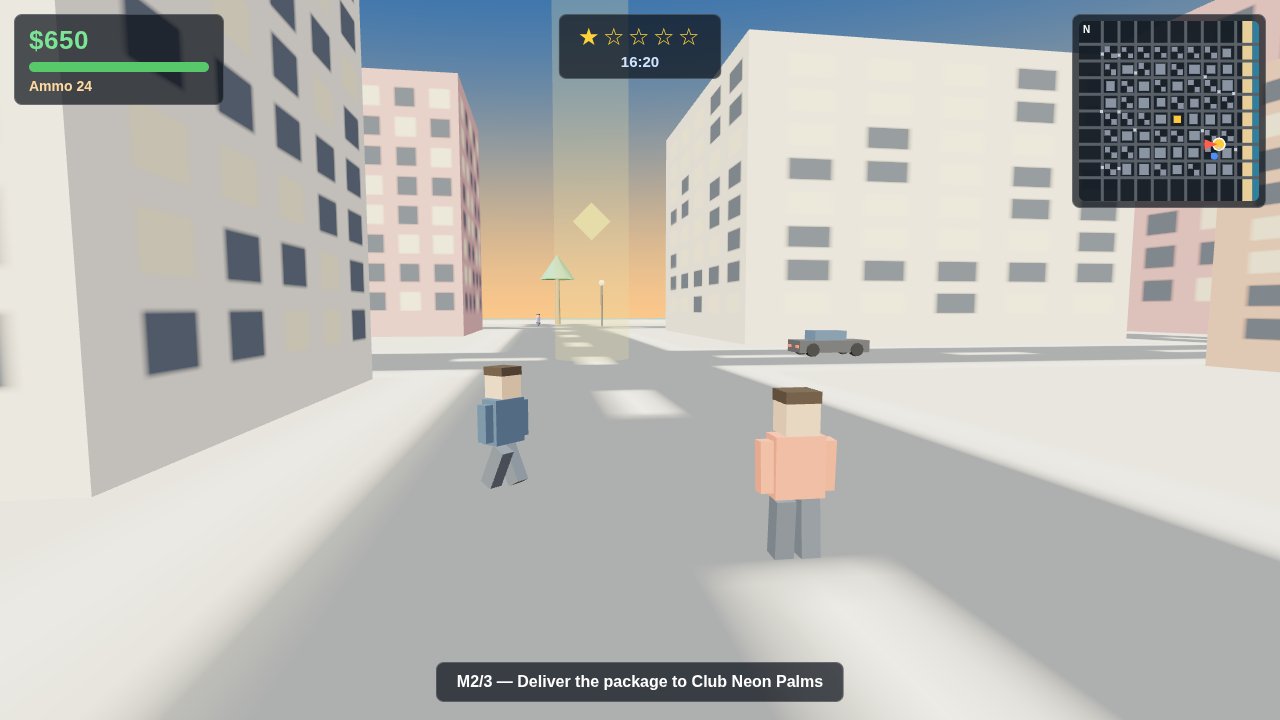 $650
Ammo 24
★☆☆☆☆
16:20
N
M2/3 — Deliver the package to Club Neon Palms